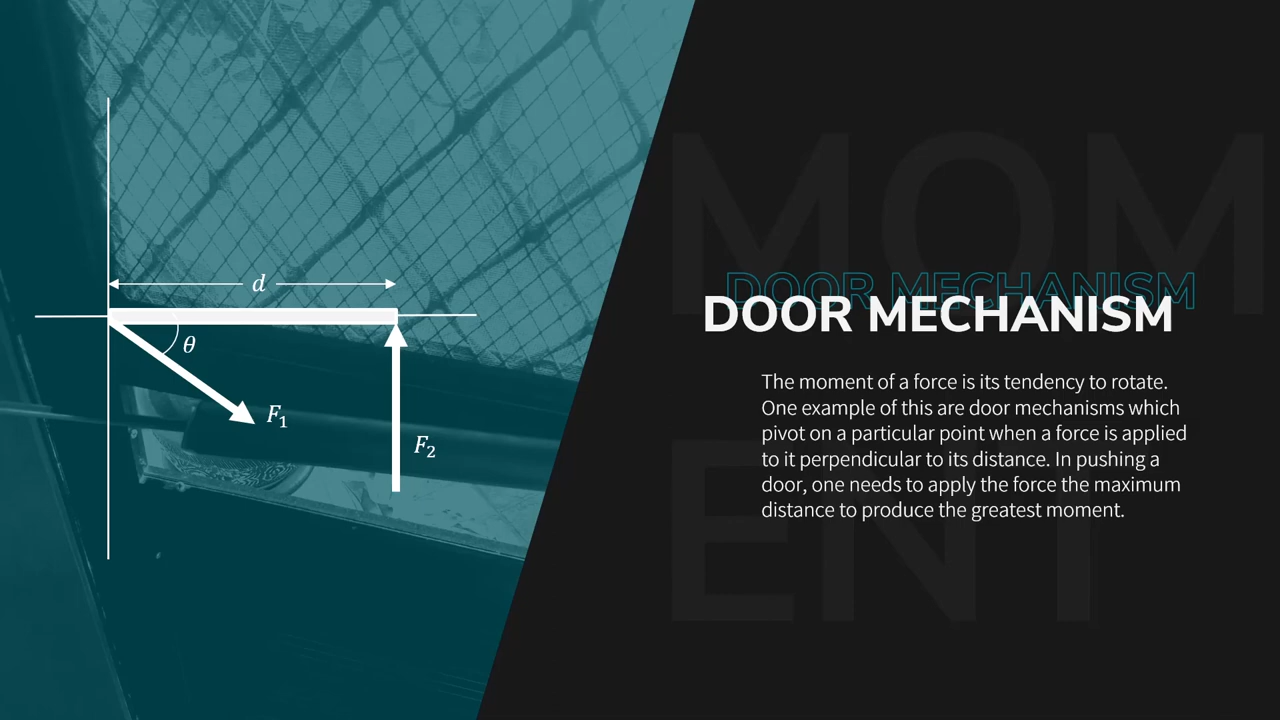 d
θ
F₁
F₂
MOM
ENT
DOOR MECHANISM
DOOR MECHANISM
The moment of a force is its tendency to rotate.
One example of this are door mechanisms which
pivot on a particular point when a force is applied
to it perpendicular to its distance. In pushing a
door, one needs to apply the force the maximum
distance to produce the greatest moment.